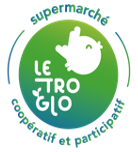 supermarché
LE
TRO
GLO
coopératif et participatif